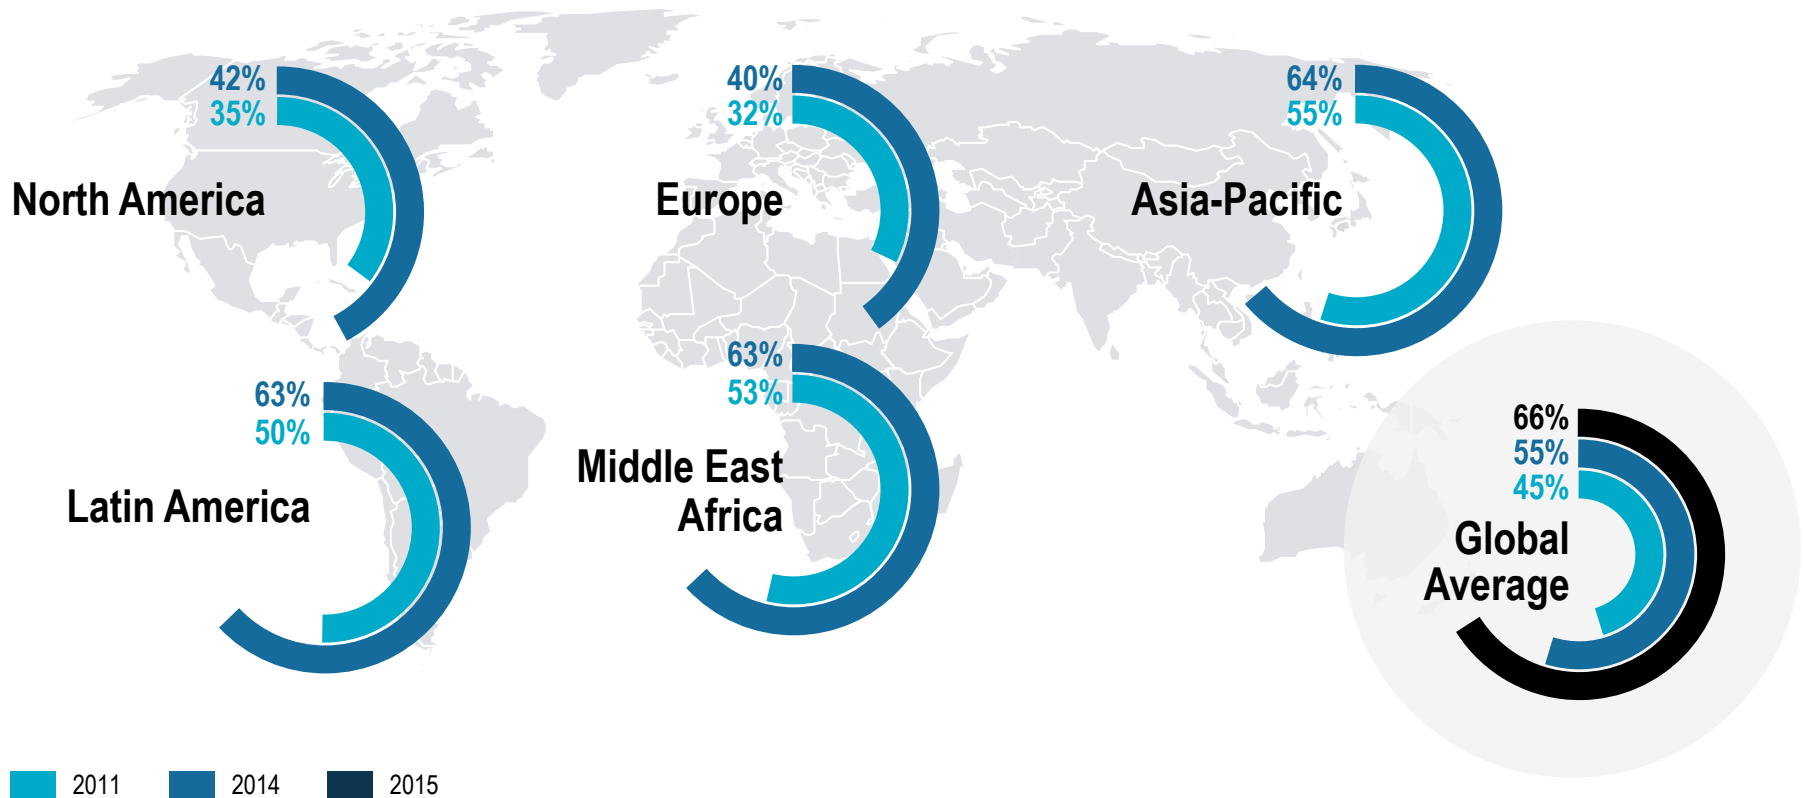 42%
35%
North America
40%
32%
Europe
64%
55%
Asia-Pacific
63%
50%
Latin America
63%
53%
Middle East
Africa
66%
55%
45%
Global
Average
2011
2014
2015